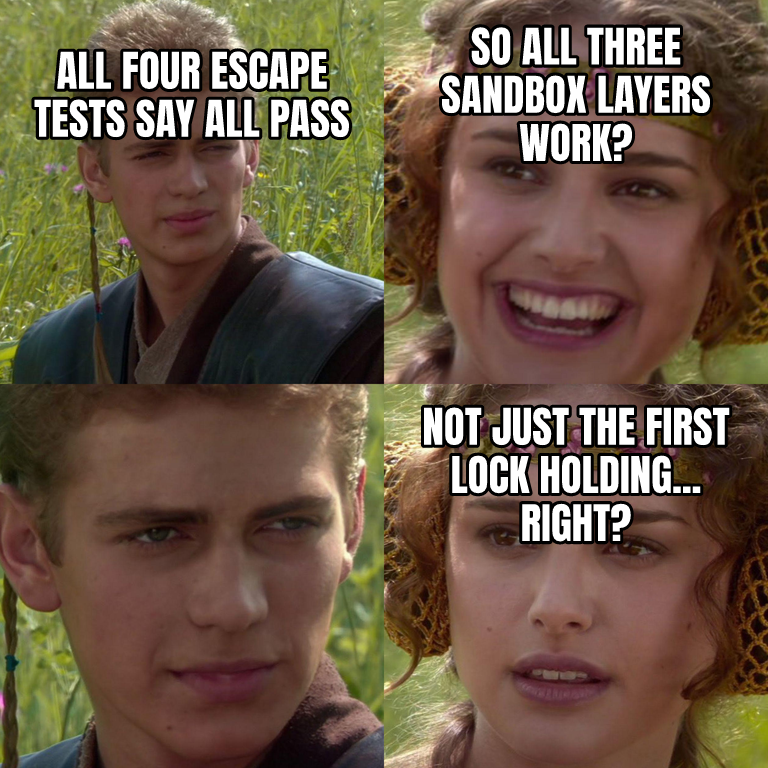 ALL FOUR ESCAPE
TESTS SAY ALL PASS
SO ALL THREE
SANDBOX LAYERS
WORK?
NOT JUST THE FIRST
LOCK HOLDING...
RIGHT?